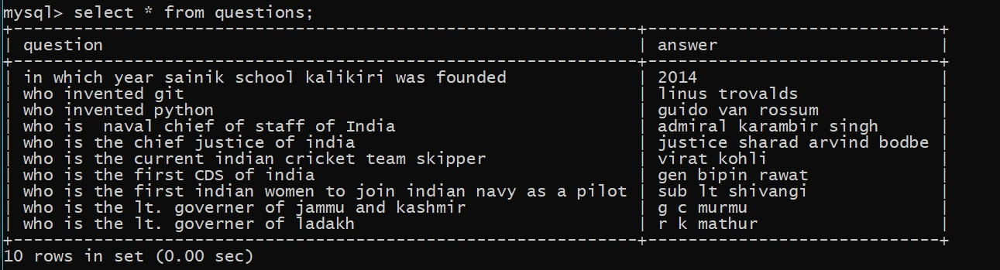 mysql> select * from questions;
+---------------------------------------------------------------+------------------------------+
| question                                                      | answer                       |
+---------------------------------------------------------------+------------------------------+
| in which year sainik school kalikiri was founded              | 2014                         |
| who invented git                                              | linus trovalds               |
| who invented python                                           | guido van rossum             |
| who is  naval chief of staff of India                         | admiral karambir singh       |
| who is the chief justice of india                             | justice sharad arvind bodbe  |
| who is the current indian cricket team skipper                | virat kohli                  |
| who is the first CDS of india                                 | gen bipin rawat              |
| who is the first indian women to join indian navy as a pilot  | sub lt shivangi              |
| who is the lt. governer of jammu and kashmir                  | g c murmu                    |
| who is the lt. governer of ladakh                             | r k mathur                   |
+---------------------------------------------------------------+------------------------------+
10 rows in set (0.00 sec)